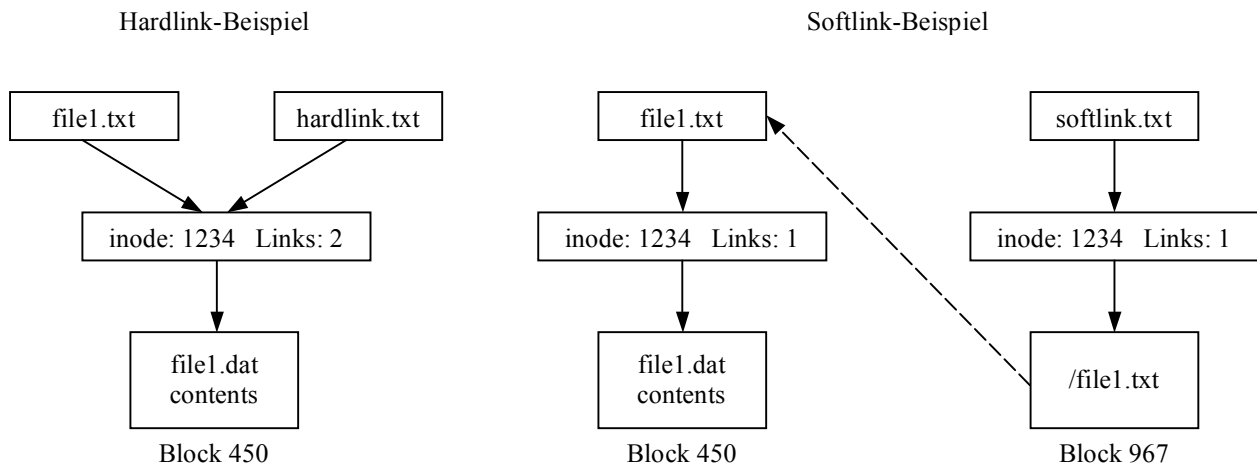 Hardlink-Beispiel
file1.txt
hardlink.txt
inode: 1234 Links: 2
file1.dat
contents
Block 450
Softlink-Beispiel
file1.txt
softlink.txt
inode: 1234 Links: 1
inode: 1234 Links: 1
file1.dat
contents
/file1.txt
Block 450
Block 967